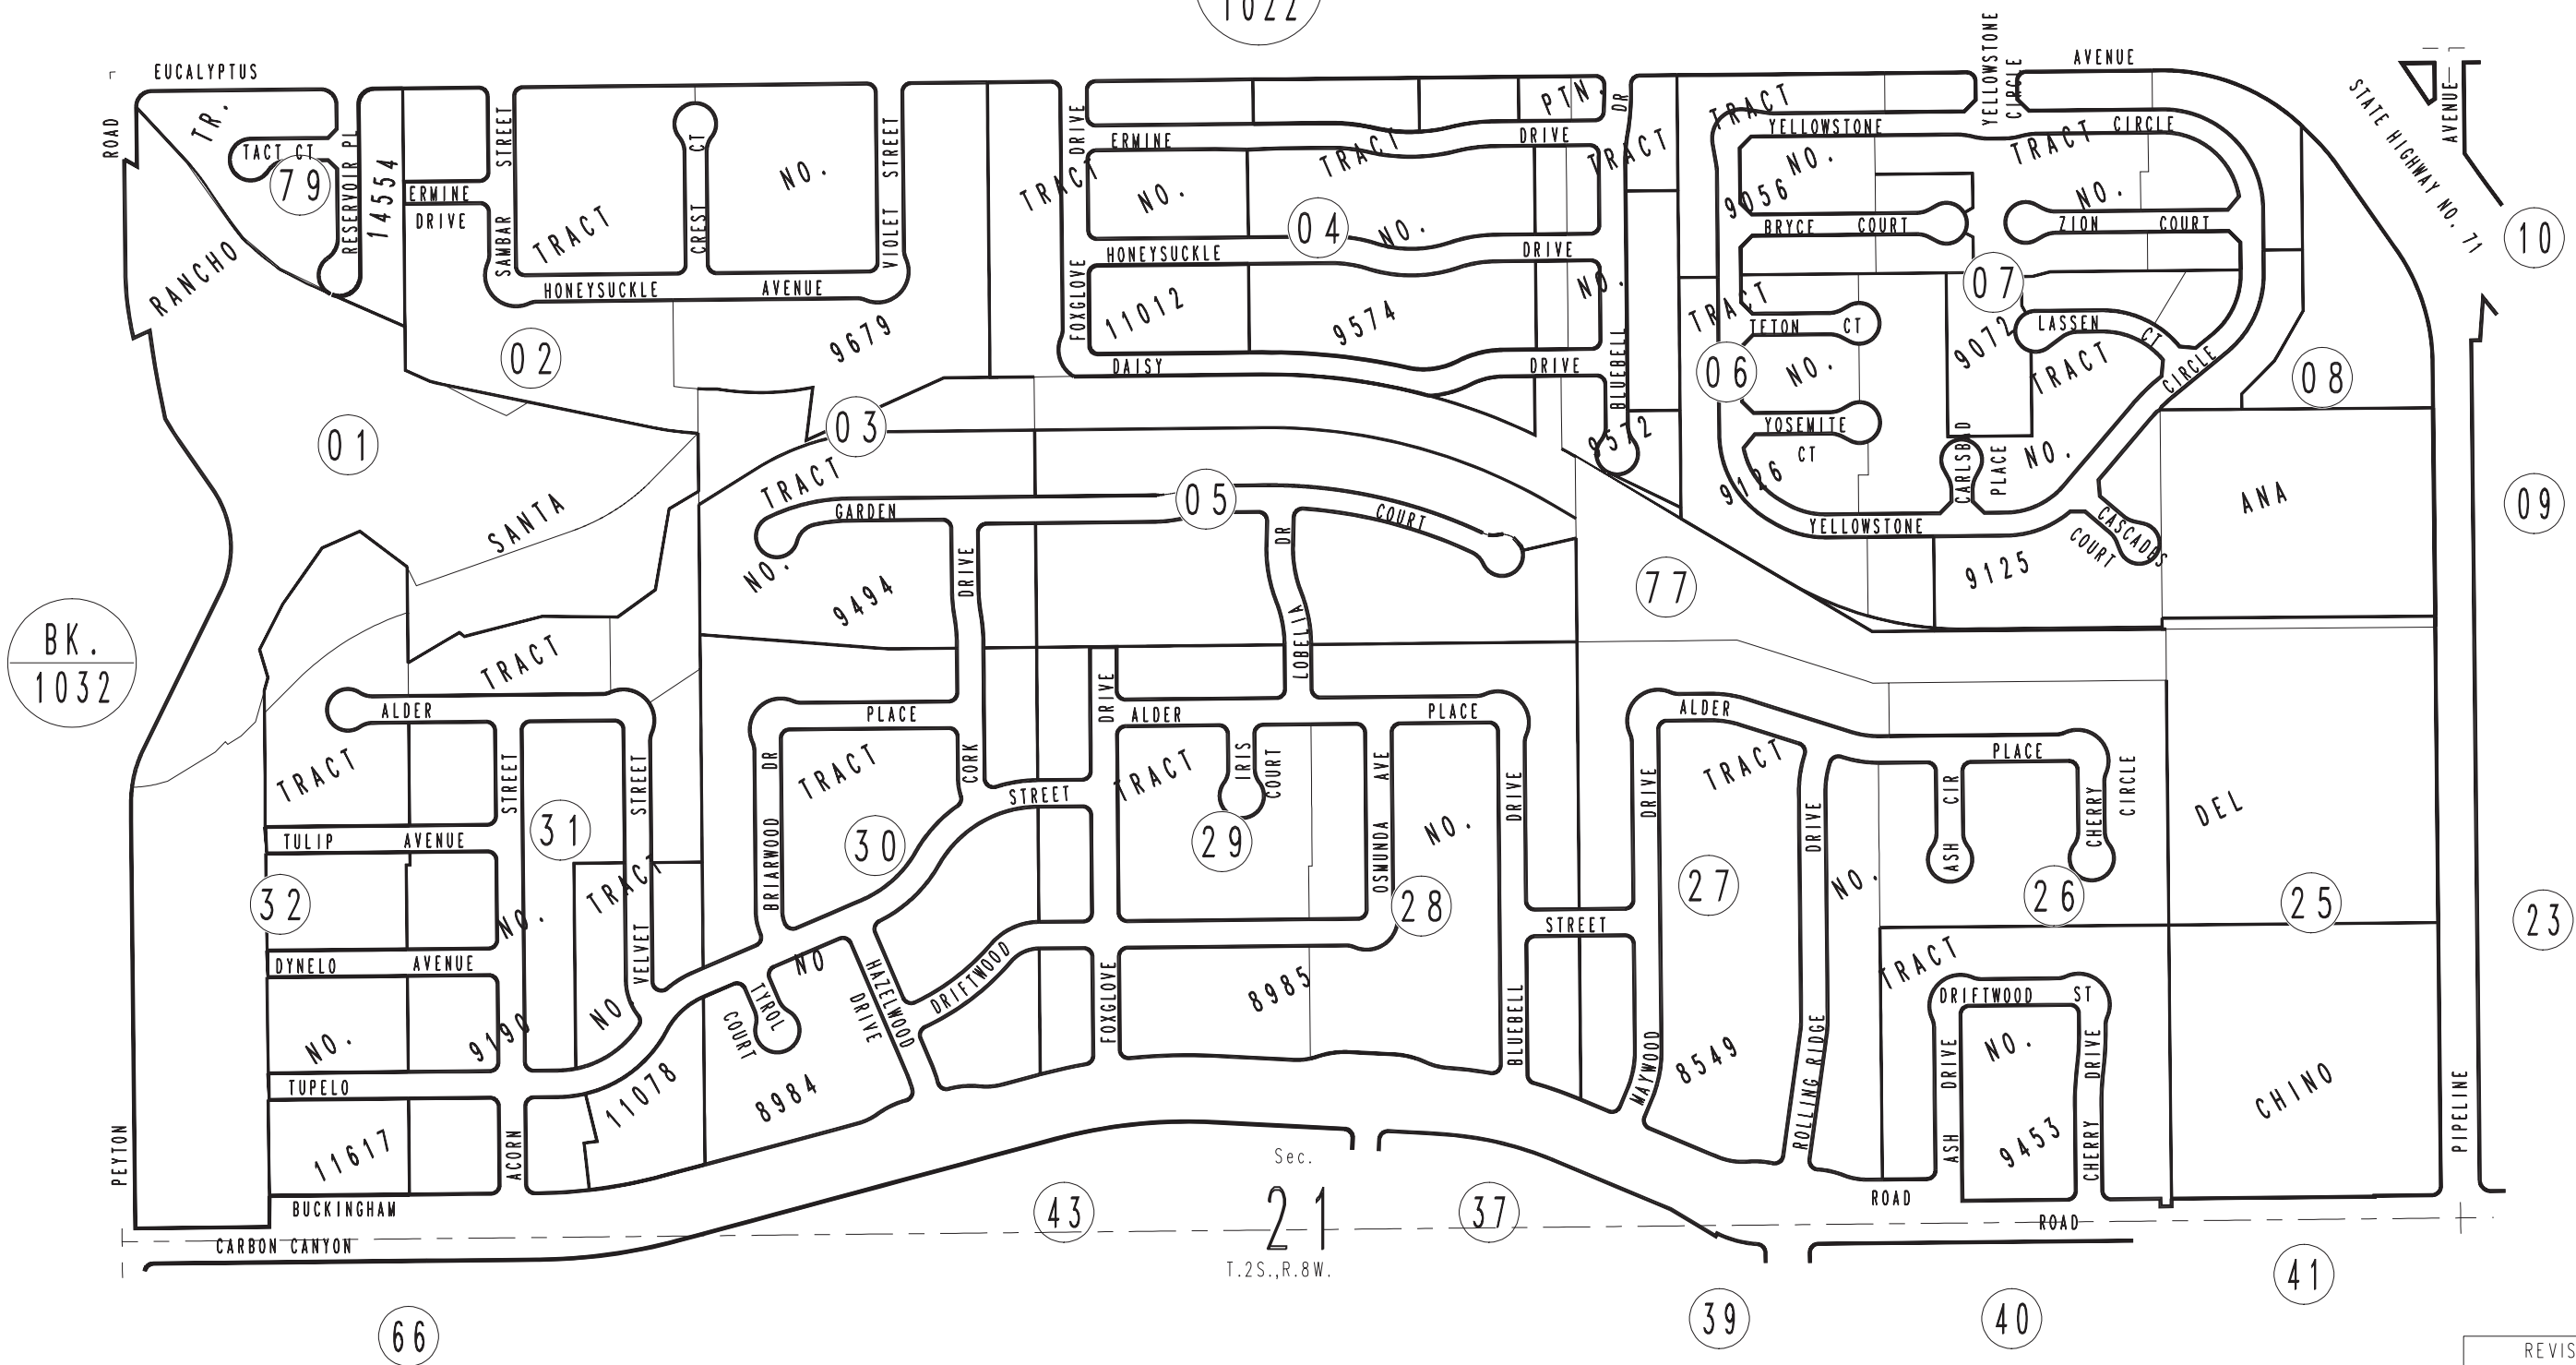 1022
EUCALYPTUS
AVENUE
YELLOWSTONE
CIRCLE
STATE HIGHWAY NO. 71
AVENUE
ROAD
TR.
TACT CT
79
RESERVOIR PL
14554
RANCHO
ERMINE
DRIVE
STREET
SAMBAR
TRACT
CREST
CT
NO.
VIOLET
STREET
HONEYSUCKLE
AVENUE
9679
02
TRACT
DRIVE
PTN.
DR
ERMINE
DRIVE
TRACT
NO.
04
NO.
HONEYSUCKLE
DRIVE
FOXGLOVE
11012
9574
DAISY
DRIVE
TRACT
NO.
BLUEBELL
8572
TRACT
YELLOWSTONE
CIRCLE
NO.
9056
TRACT
NO.
BRYCE COURT
ZION COURT
10
07
TRACT
TETON CT
9072
LASSEN CT
TRACT
CIRCLE
06
NO.
08
YOSEMITE
CT
9126
CARLSBAD
PLACE
NO.
YELLOWSTONE
CASCADES
COURT
9125
ANA
09
01
03
SANTA
TRACT
GARDEN
05
COURT
NO.
9494
DRIVE
DR
LOBELIA
77
BK.
1032
TRACT
ALDER
PLACE
ALDER
PLACE
ALDER
PLACE
TRACT
STREET
STREET
DR
TRACT
CORK
STREET
DRIVE
TRACT
IRIS
COURT
AVE
OSMUNDA
NO.
DRIVE
DRIVE
TRACT
DRIVE
ASH CIR
CHERRY
CIRCLE
DEL
TULIP AVENUE
31
BRIARWOOD
30
29
28
27
NO.
26
25
23
32
NO.
TRACT
STREET
DYNELO AVENUE
VELVET
NO
HAZELWOOD
DRIVE
DRIFTWOOD
TYROL
COURT
FOXGLOVE
8985
BLUEBELL
TRACT
DRIFTWOOD ST
NO.
9190
NO.
NO.
TUPELO
11078
8984
MAYWOOD
8549
ROLLING RIDGE
ASH DRIVE
9453
CHERRY DRIVE
CHINO
PIPELINE
PEYTON
11617
ACORN
BUCKINGHAM
ROAD
CARBON CANYON
ROAD
Sec.
21
T.2S.,R.8W.
43
37
41
66
39
40
REVIS